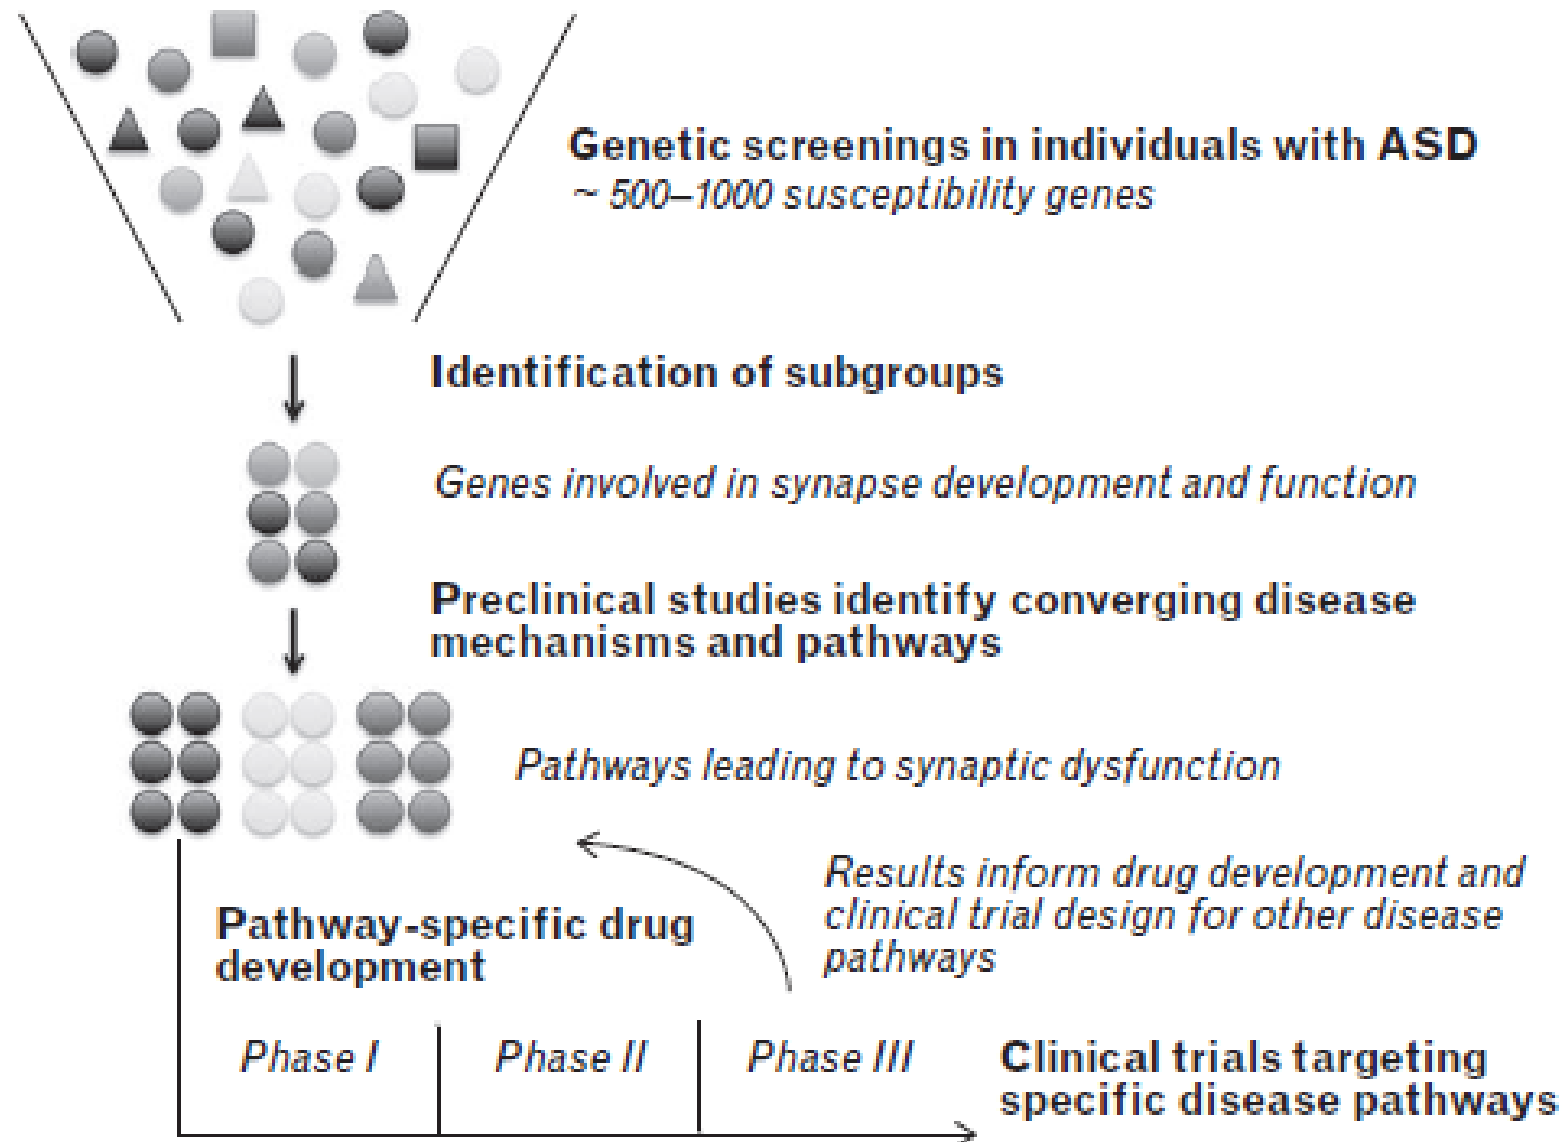 Genetic screenings in individuals with ASD
~ 500–1000 susceptibility genes
Identification of subgroups
Genes involved in synapse development and function
Preclinical studies identify converging disease
mechanisms and pathways
Pathways leading to synaptic dysfunction
Results inform drug development and
clinical trial design for other disease
pathways
Pathway-specific drug
development
Phase I
Phase II
Phase III
Clinical trials targeting
specific disease pathways